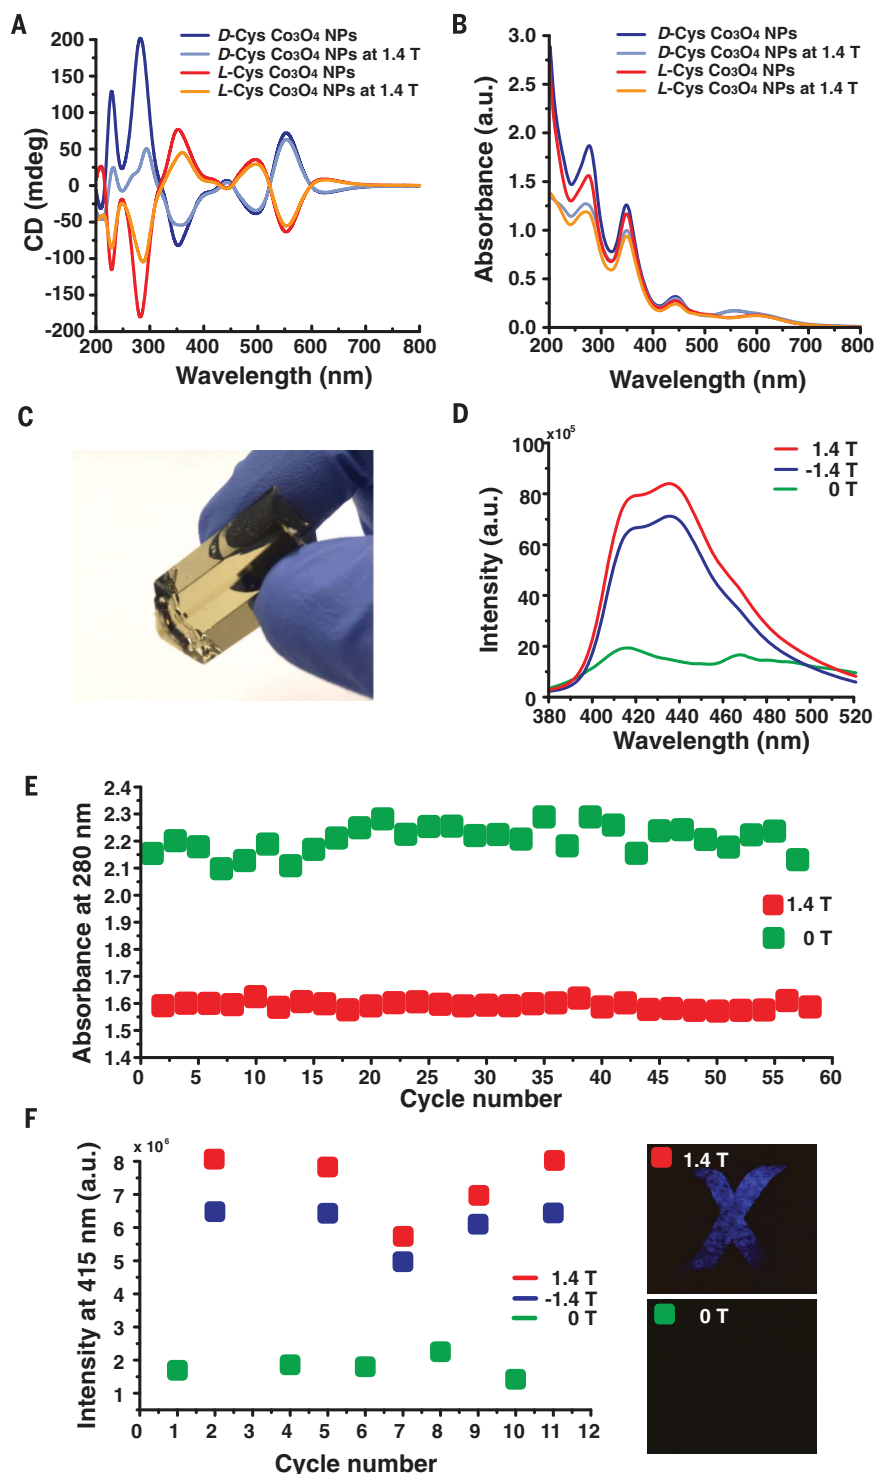 A
D-Cys Co3O4 NPs
D-Cys Co3O4 NPs at 1.4 T
L-Cys Co3O4 NPs
L-Cys Co3O4 NPs at 1.4 T
200
150
100
50
0
-50
-100
-150
-200
CD (mdeg)
200 300 400 500 600 700 800
Wavelength (nm)
B
D-Cys Co3O4 NPs
D-Cys Co3O4 NPs at 1.4 T
L-Cys Co3O4 NPs
L-Cys Co3O4 NPs at 1.4 T
3.0
2.5
2.0
1.5
1.0
0.5
0.0
Absorbance (a.u.)
200 300 400 500 600 700 800
Wavelength (nm)
C
D
x10^5
100
80
60
40
20
0
Intensity (a.u.)
1.4 T
-1.4 T
0 T
380 400 420 440 460 480 500 520
Wavelength (nm)
E
2.4
2.3
2.2
2.1
2.0
1.9
1.8
1.7
1.6
1.5
1.4
Absorbance at 280 nm
1.4 T
0 T
0 5 10 15 20 25 30 35 40 45 50 55 60
Cycle number
F
x 10^6
8
7
6
5
4
3
2
1
Intensity at 415 nm (a.u.)
1.4 T
-1.4 T
0 T
0 1 2 3 4 5 6 7 8 9 10 11 12
Cycle number
1.4 T
X
0 T